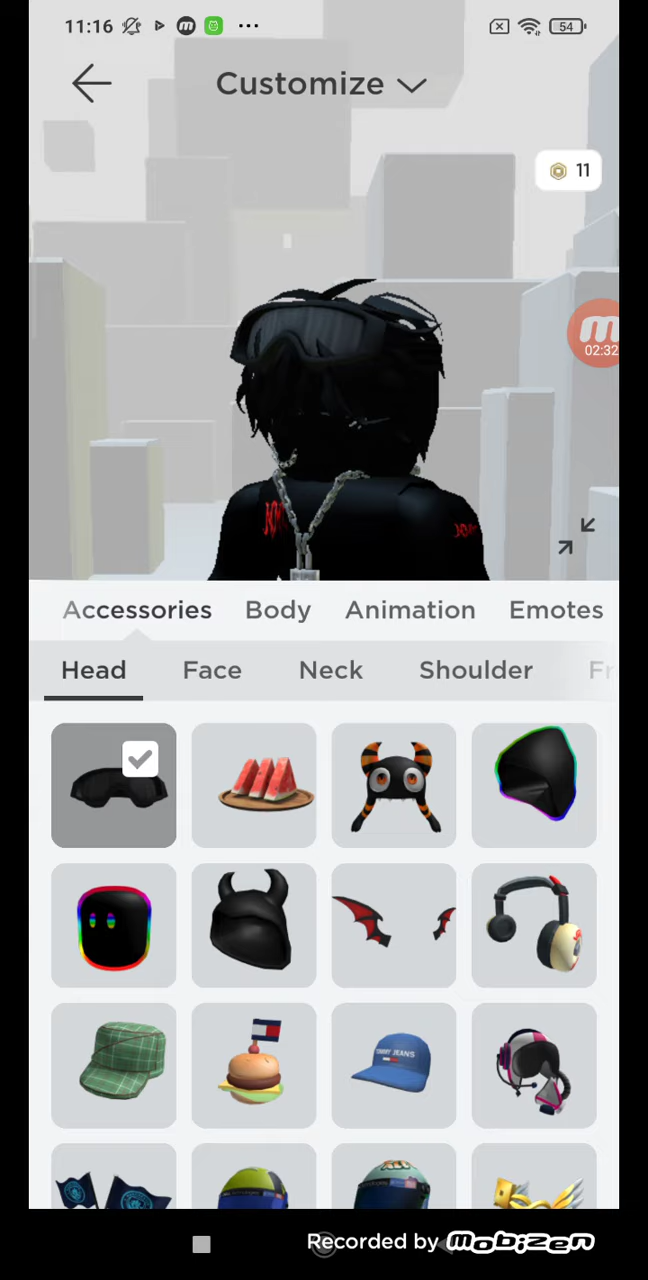 11:16
54
Customize
11
02:32
Accessories Body Animation Emotes
Head Face Neck Shoulder Fr
TOMMY JEANS
Recorded by mobizen